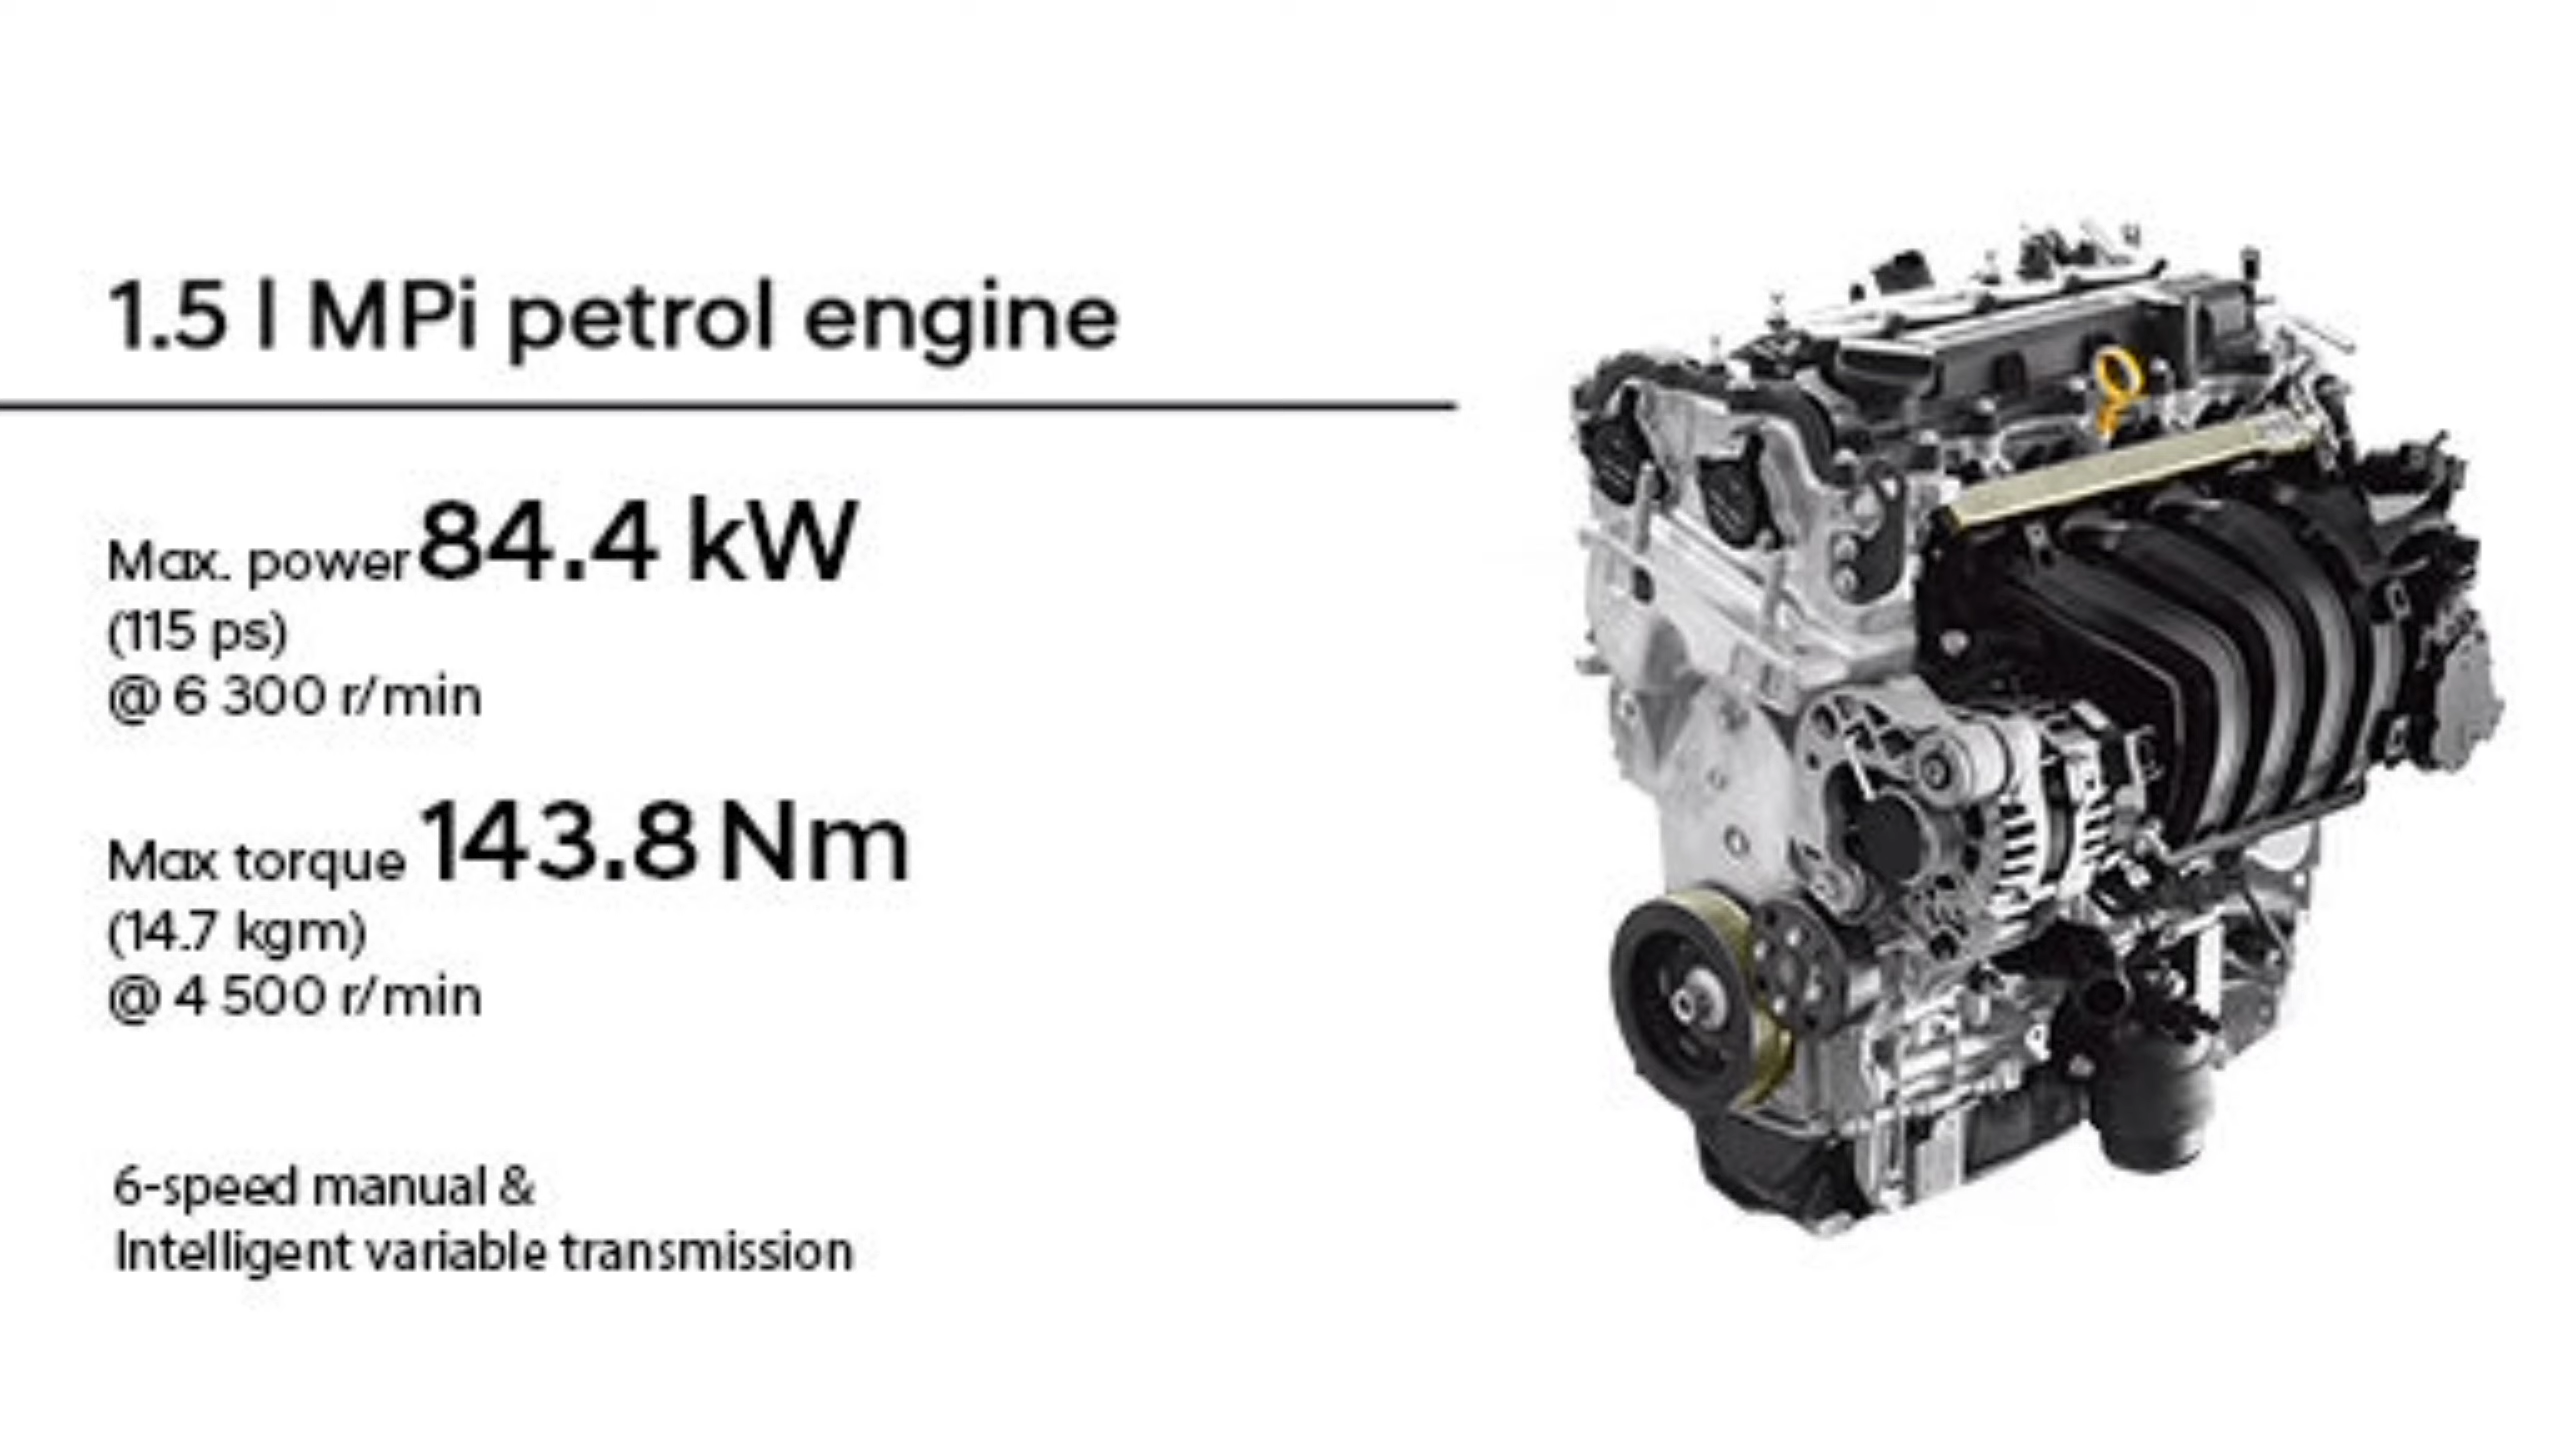 1.5 l MPi petrol engine
Max. power 84.4 kW
(115 ps)
@ 6 300 r/min
Max torque 143.8 Nm
(14.7 kgm)
@ 4 500 r/min
6-speed manual &
Intelligent variable transmission